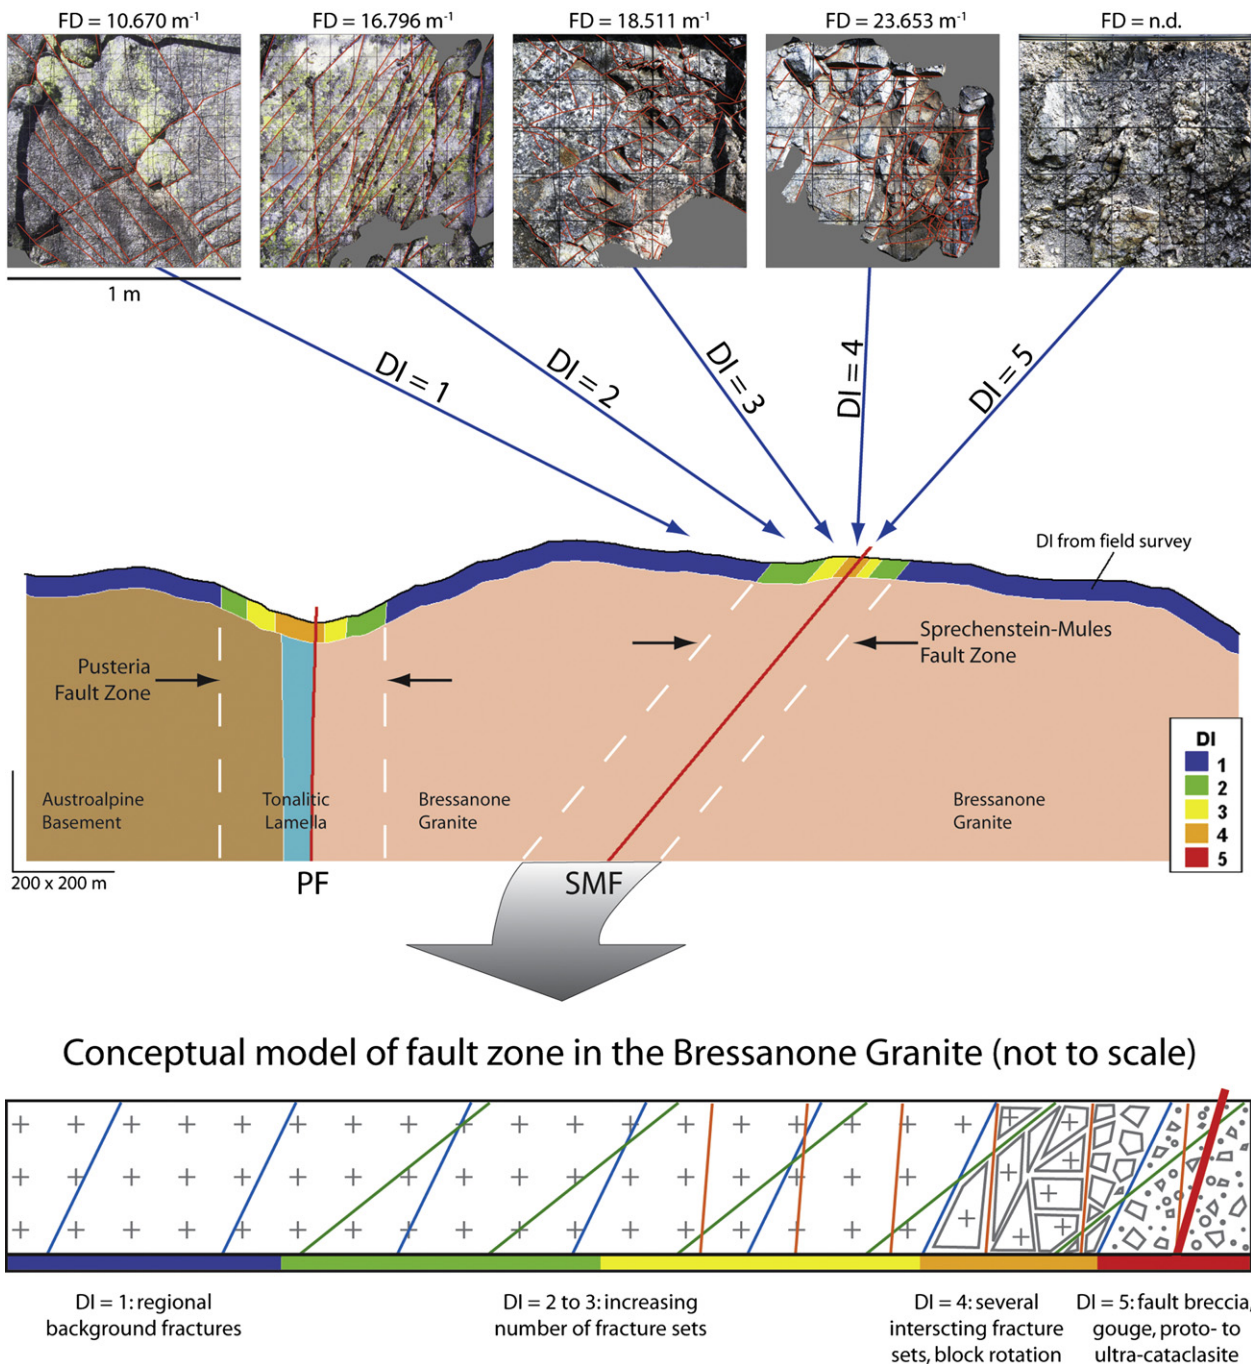 FD = 10.670 m⁻¹
FD = 16.796 m⁻¹
FD = 18.511 m⁻¹
FD = 23.653 m⁻¹
FD = n.d.
1 m
DI = 1
DI = 2
DI = 3
DI = 4
DI = 5
DI from field survey
Pusteria
Fault Zone
Sprechenstein-Mules
Fault Zone
DI
1
2
3
4
5
Austroalpine
Basement
Tonalitic
Lamella
Bressanone
Granite
Bressanone
Granite
200 x 200 m
PF
SMF
Conceptual model of fault zone in the Bressanone Granite (not to scale)
DI = 1: regional
background fractures
DI = 2 to 3: increasing
number of fracture sets
DI = 4: several
interscting fracture
sets, block rotation
DI = 5: fault breccia,
gouge, proto- to
ultra-cataclasite